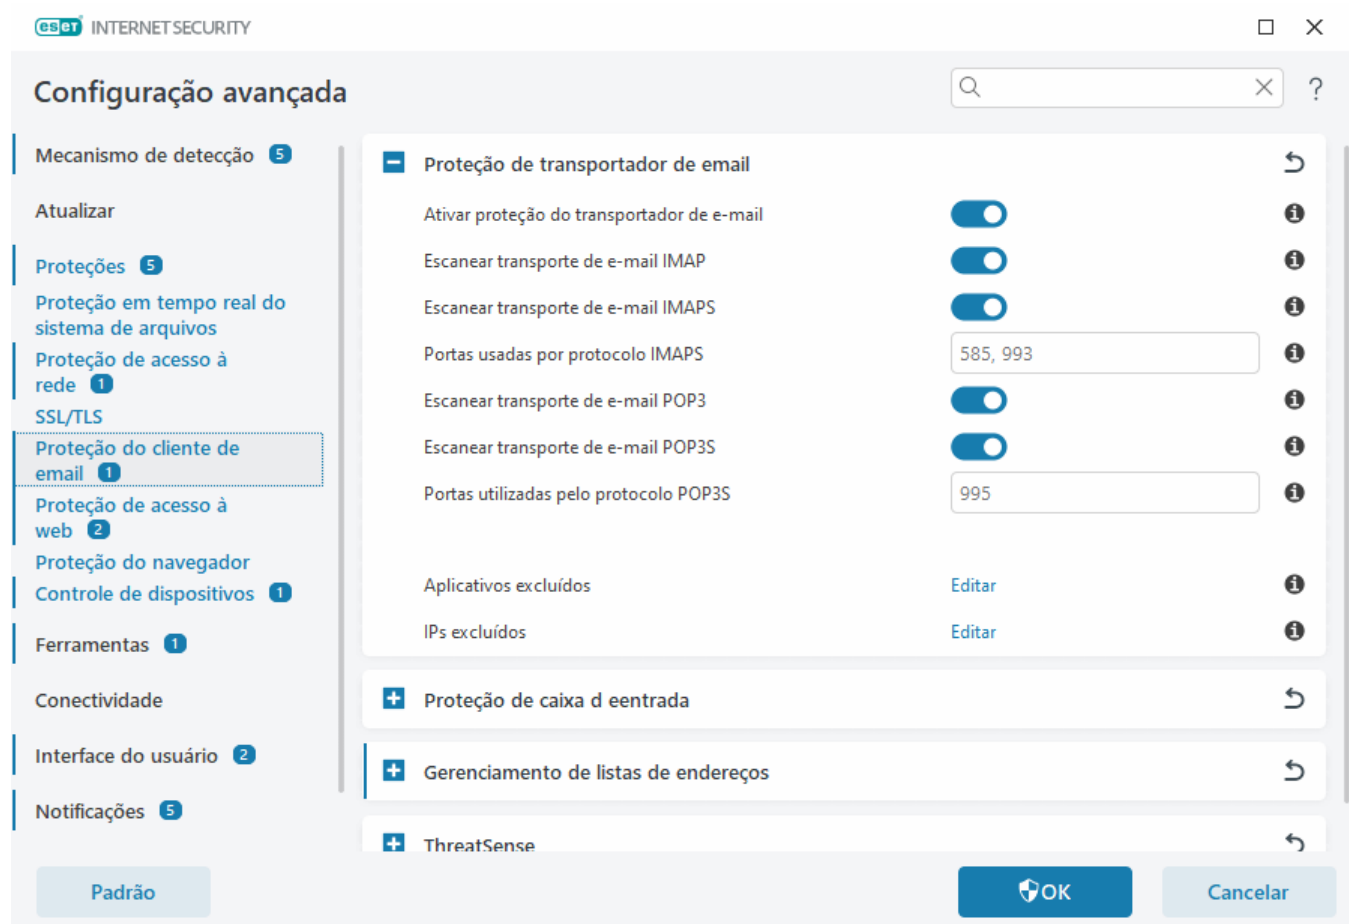 eset INTERNET SECURITY
Configuração avançada
?
Mecanismo de detecção 5
Atualizar
Proteções 5
Proteção em tempo real do
sistema de arquivos
Proteção de acesso à
rede 1
SSL/TLS
Proteção do cliente de
email 1
Proteção de acesso à
web 2
Proteção do navegador
Controle de dispositivos 1
Ferramentas 1
Conectividade
Interface do usuário 2
Notificações 5
Proteção de transportador de email
Ativar proteção do transportador de e-mail
Escanear transporte de e-mail IMAP
Escanear transporte de e-mail IMAPS
Portas usadas por protocolo IMAPS 585, 993
Escanear transporte de e-mail POP3
Escanear transporte de e-mail POP3S
Portas utilizadas pelo protocolo POP3S 995
Aplicativos excluídos Editar
IPs excluídos Editar
Proteção de caixa d eentrada
Gerenciamento de listas de endereços
ThreatSense
Padrão
OK
Cancelar